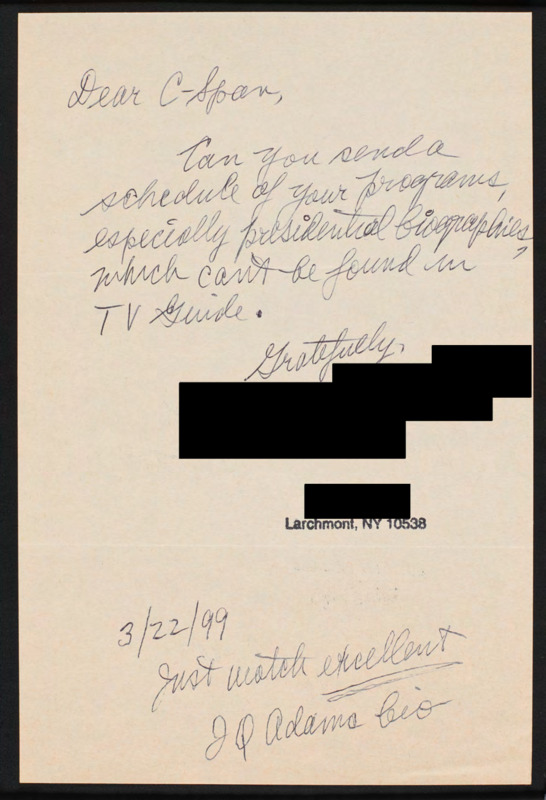 Dear C-Span,
Can you send a
schedule of your programs,
especially presidential biographies,
which can't be found in
TV Guide.
Gratefully,
Larchmont, NY 10538
3/22/99
Just watch excellent
J Q Adams bio